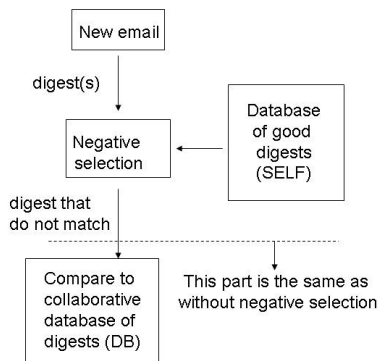 New email
digest(s)
Database
of good
digests
(SELF)
Negative
selection
digest that
do not match
Compare to
collaborative
database of
digests (DB)
This part is the same as
without negative selection